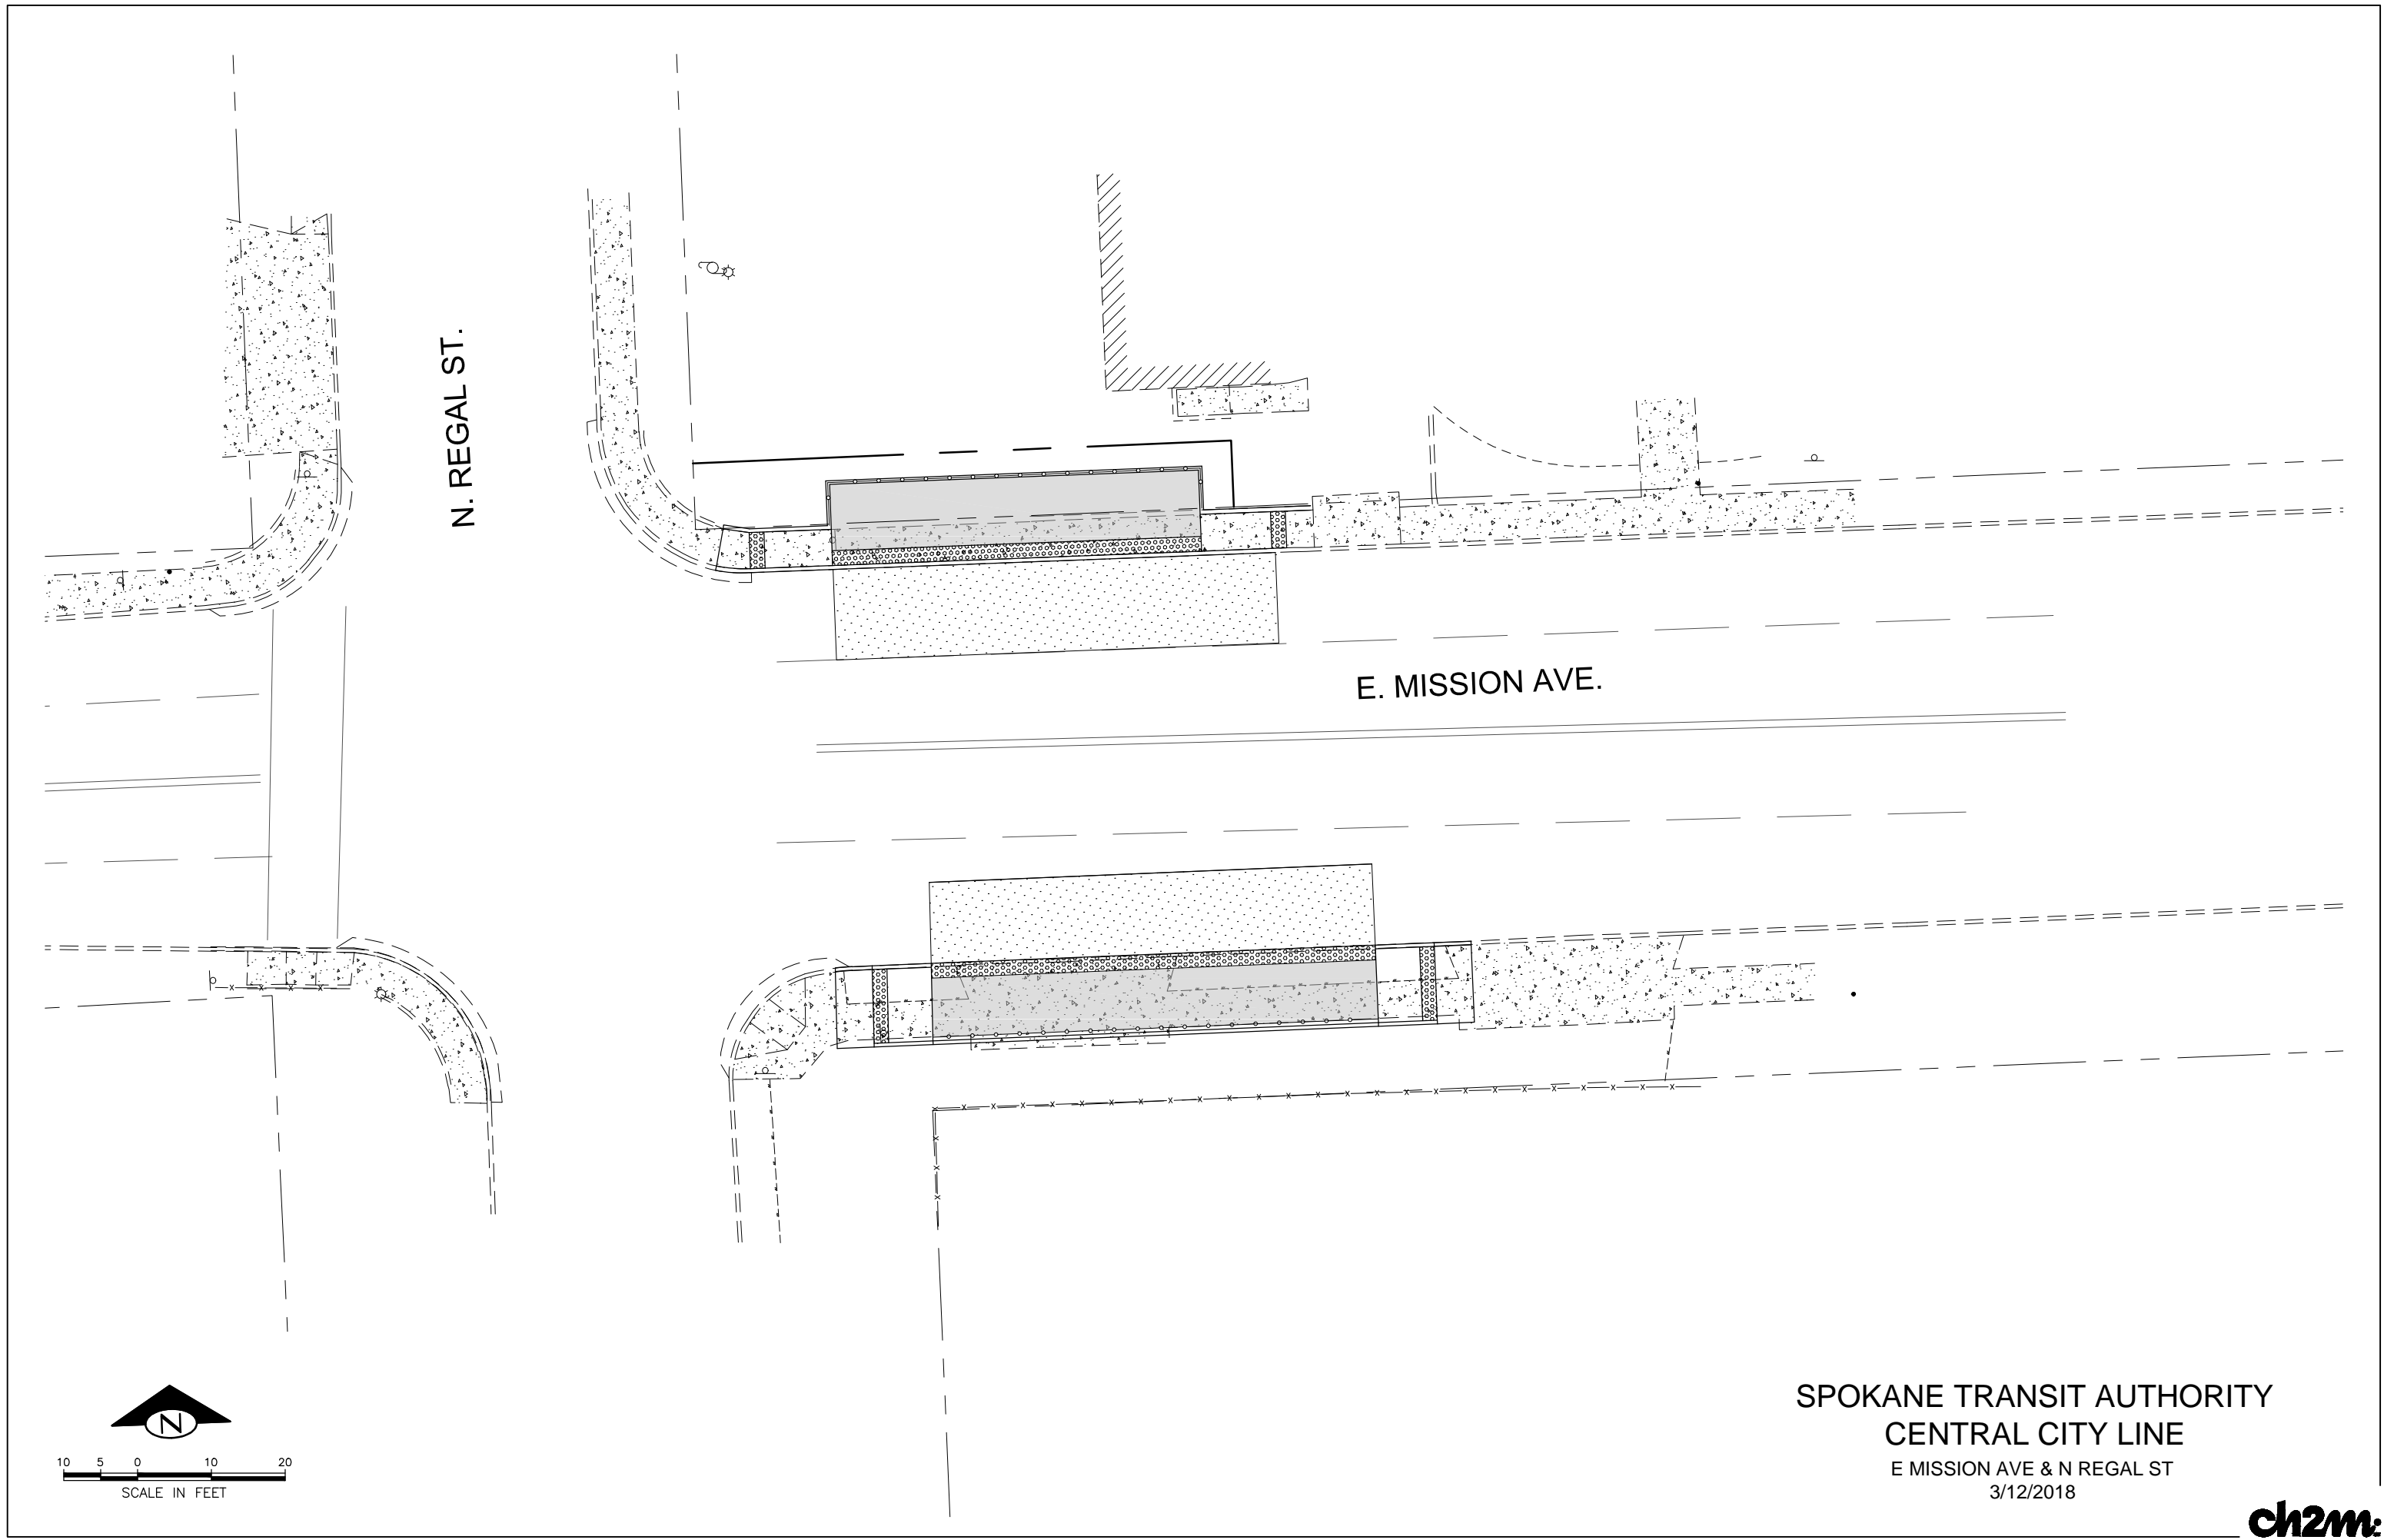 N. REGAL ST.
E. MISSION AVE.
N
10 5 0 10 20
SCALE IN FEET
SPOKANE TRANSIT AUTHORITY
CENTRAL CITY LINE
E MISSION AVE & N REGAL ST
3/12/2018
ch2m: